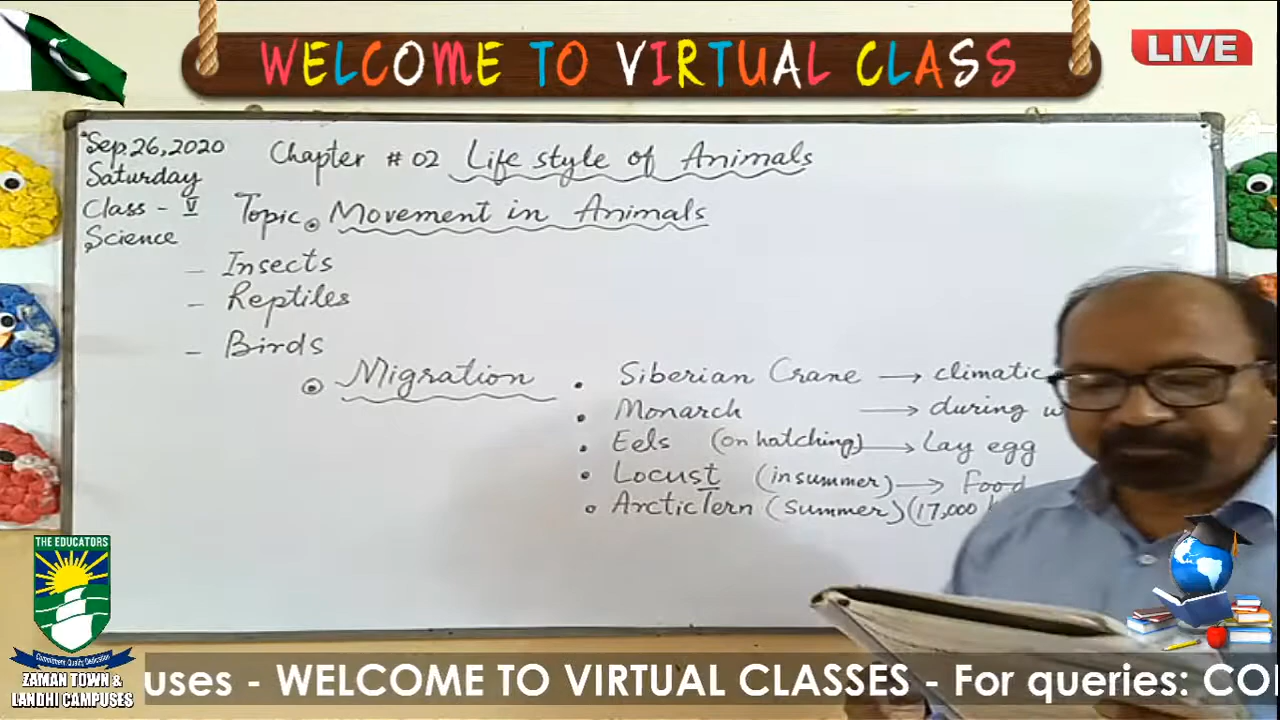 WELCOME TO VIRTUAL CLASS
LIVE
Sep. 26, 2020
Saturday
Class - V
Science
Chapter # 02 Life style of Animals
Topic. Movement in Animals
- Insects
- Reptiles
- Birds
Migration
Siberian Crane → climatic
Monarch → during
Eels (on hatching) → Lay egg
Locust (in summer) → Food
Arctic Tern (Summer) (17,000
THE EDUCATORS
Commitment, Quality, Dedication
ZAMAN TOWN &
LANDHI CAMPUSES
uses - WELCOME TO VIRTUAL CLASSES - For queries: CO